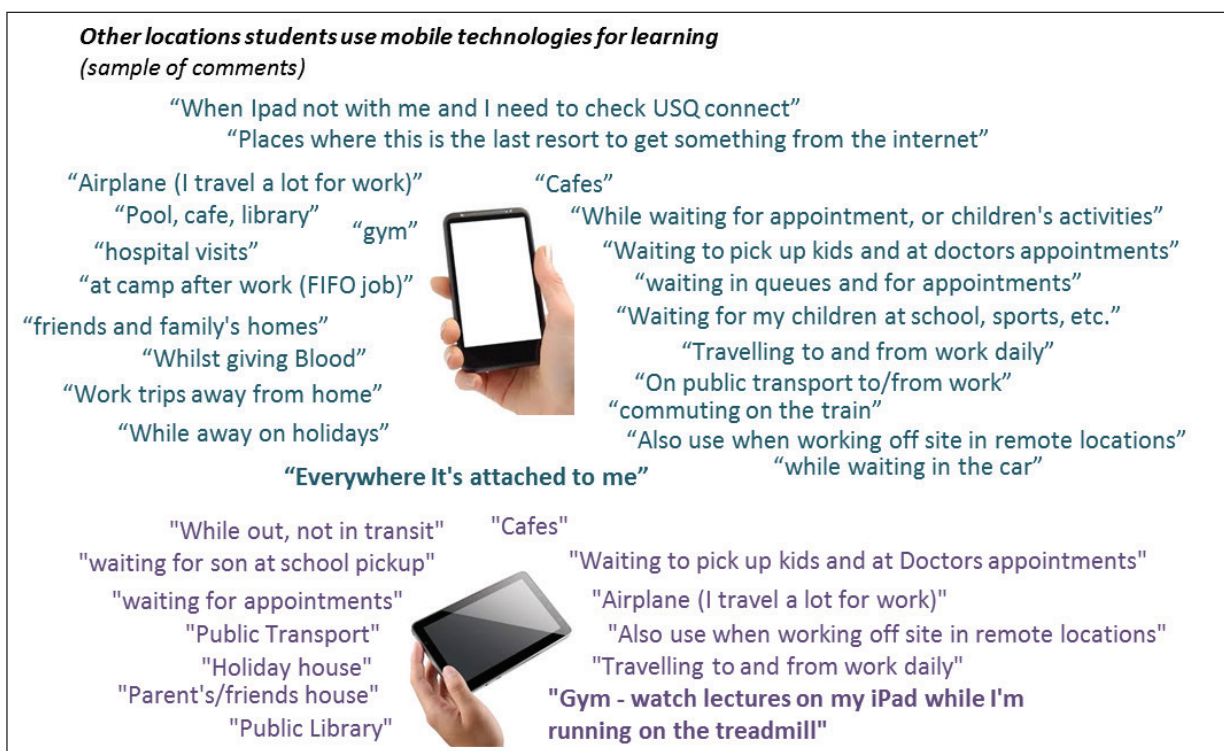 Other locations students use mobile technologies for learning
(sample of comments)
“When Ipad not with me and I need to check USQ connect”
“Places where this is the last resort to get something from the internet”
“Airplane (I travel a lot for work)”
“Pool, cafe, library”
“gym”
“hospital visits”
“at camp after work (FIFO job)”
“friends and family's homes”
“Whilst giving Blood”
“Work trips away from home”
“While away on holidays”
“Cafes”
“While waiting for appointment, or children's activities”
“Waiting to pick up kids and at doctors appointments”
“waiting in queues and for appointments”
“Waiting for my children at school, sports, etc.”
“Travelling to and from work daily”
“On public transport to/from work”
“commuting on the train”
“Also use when working off site in remote locations”
“while waiting in the car”
“Everywhere It's attached to me”
"While out, not in transit"
"waiting for son at school pickup"
"waiting for appointments"
"Public Transport"
"Holiday house"
"Parent's/friends house"
"Public Library"
"Cafes"
"Waiting to pick up kids and at Doctors appointments"
"Airplane (I travel a lot for work)"
"Also use when working off site in remote locations"
"Travelling to and from work daily"
"Gym - watch lectures on my iPad while I'm
running on the treadmill"